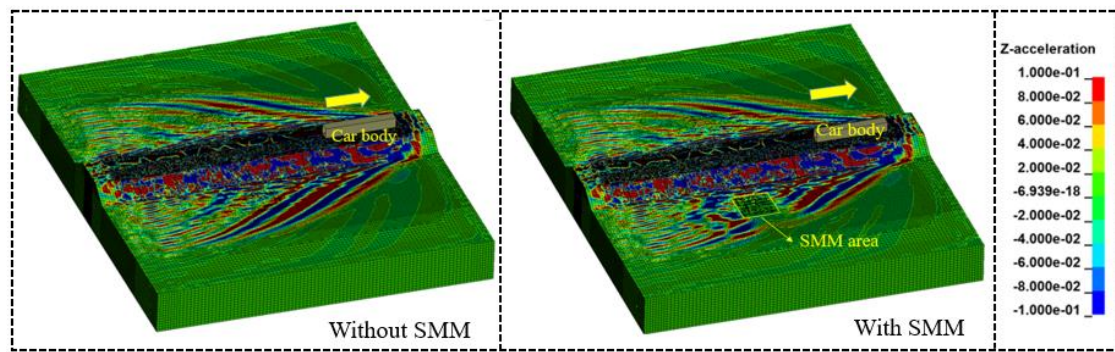 Car body
Without SMM
Car body
SMM area
With SMM
Z-acceleration
1.000e-01
8.000e-02
6.000e-02
4.000e-02
2.000e-02
-6.939e-18
-2.000e-02
-4.000e-02
-6.000e-02
-8.000e-02
-1.000e-01